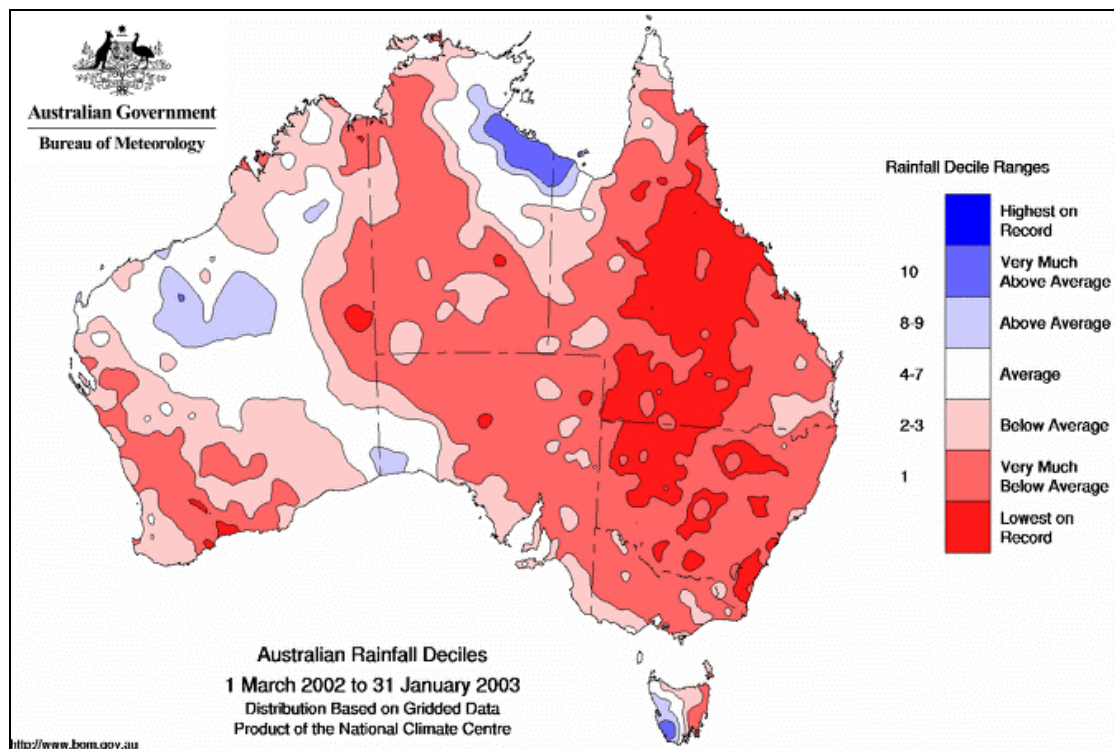 Australian Government
Bureau of Meteorology
Rainfall Decile Ranges
Highest on
Record
10
Very Much
Above Average
8-9
Above Average
4-7
Average
2-3
Below Average
1
Very Much
Below Average
Lowest on
Record
Australian Rainfall Deciles
1 March 2002 to 31 January 2003
Distribution Based on Gridded Data
Product of the National Climate Centre
http://www.bom.gov.au